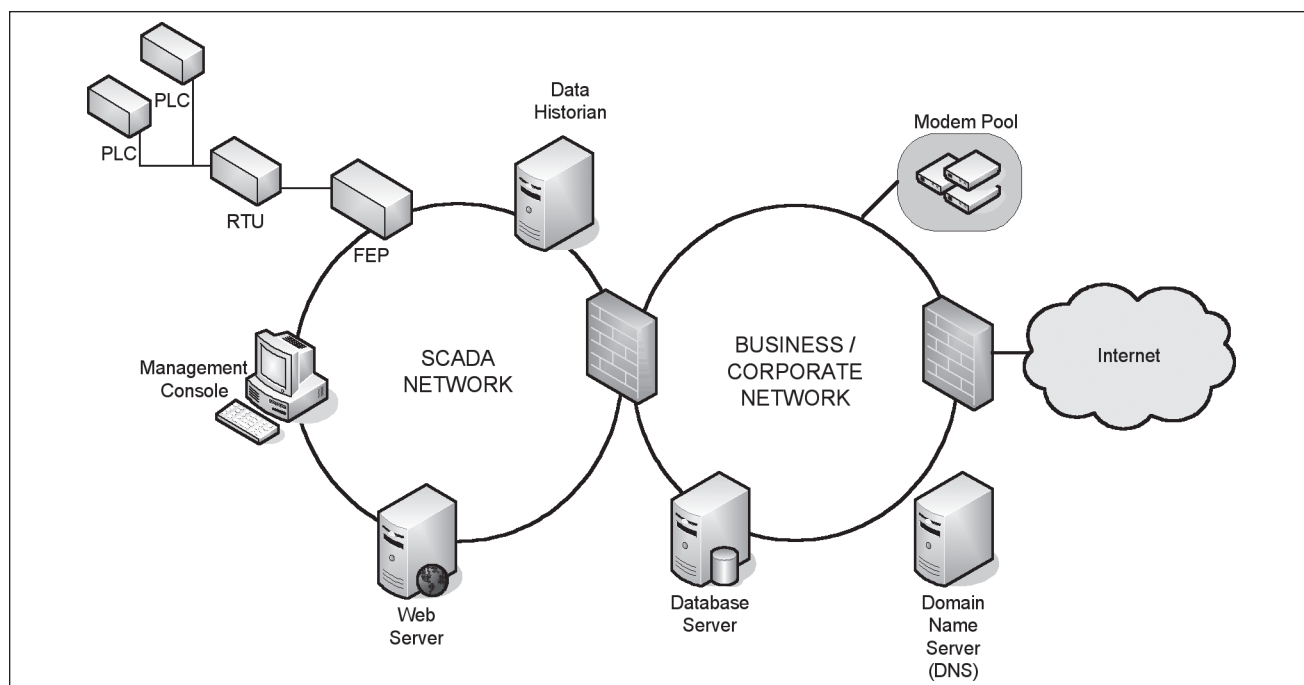 PLC
PLC
RTU
FEP
Data
Historian
Modem Pool
Management
Console
SCADA
NETWORK
BUSINESS /
CORPORATE
NETWORK
Internet
Web
Server
Database
Server
Domain
Name
Server
(DNS)